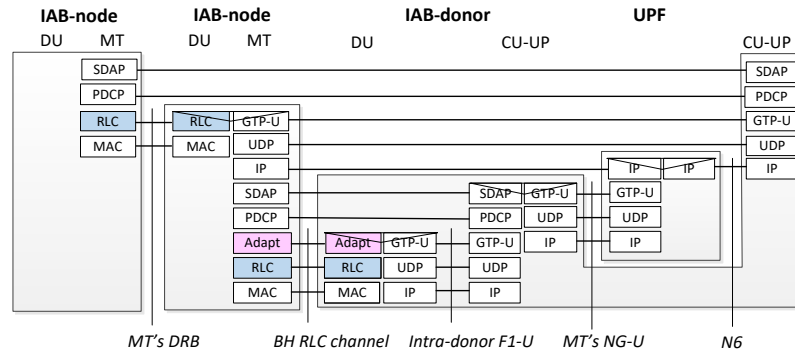 IAB-node IAB-node IAB-donor UPF
DU MT DU MT DU CU-UP CU-UP
SDAP SDAP
PDCP PDCP
RLC RLC GTP-U GTP-U
MAC MAC UDP UDP
IP IP IP IP
SDAP SDAP GTP-U GTP-U
PDCP PDCP UDP UDP
Adapt Adapt GTP-U GTP-U IP IP
RLC RLC UDP UDP
MAC MAC IP IP
MT's DRB BH RLC channel Intra-donor F1-U MT's NG-U N6